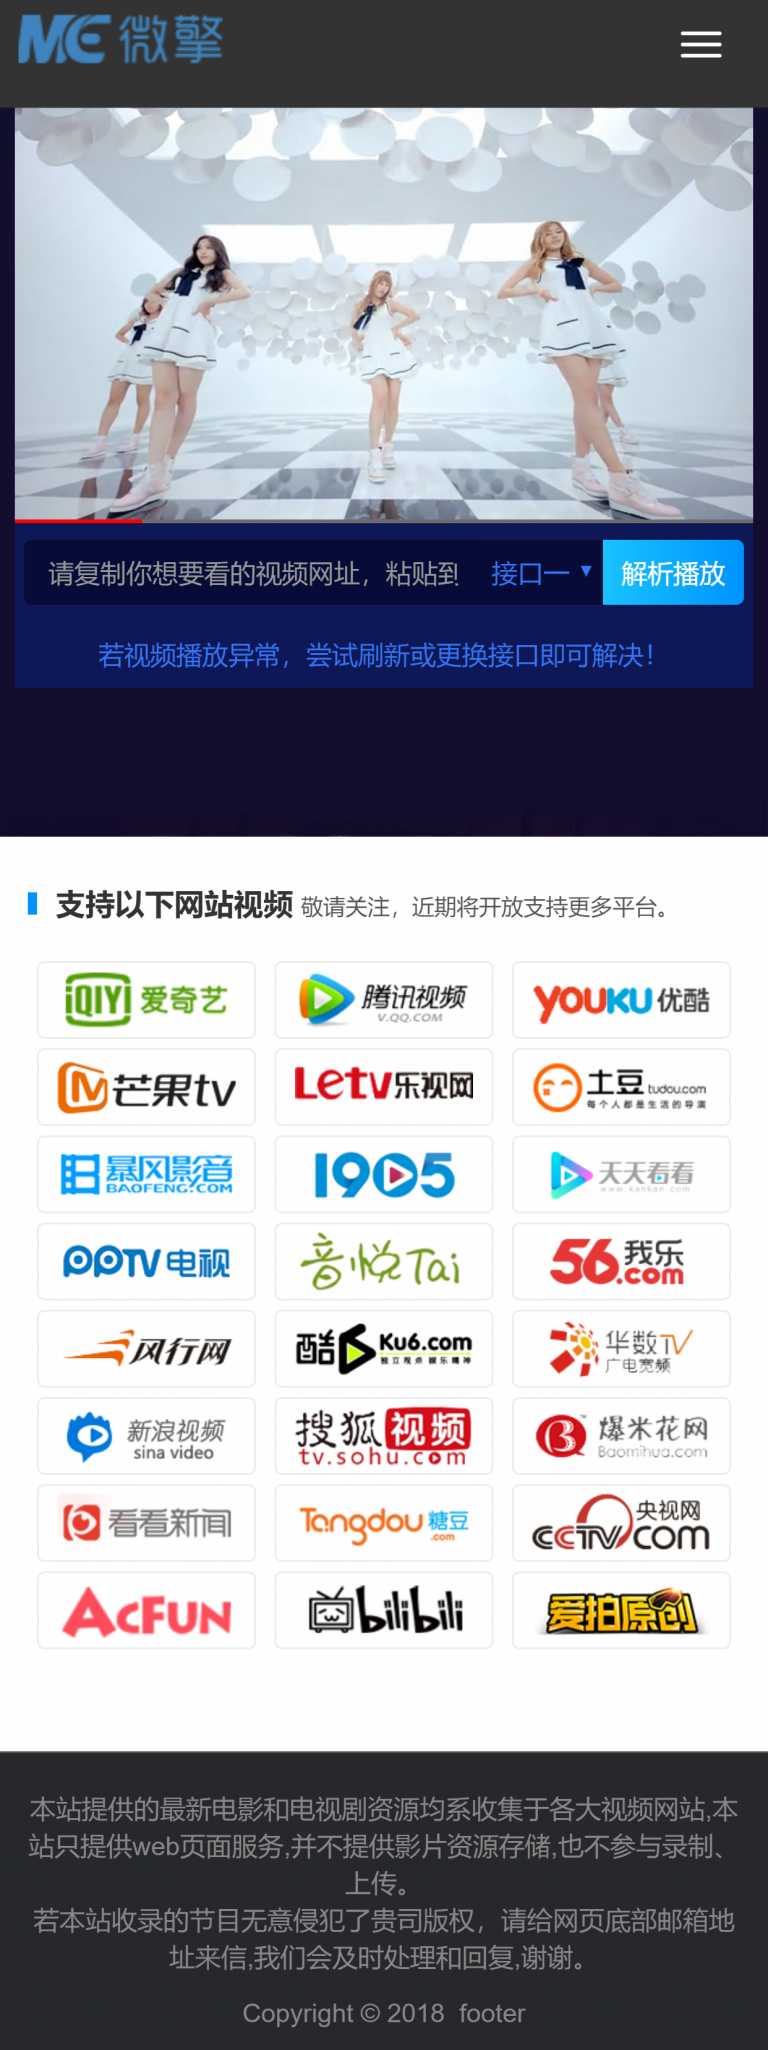 ME 微擎
请复制你想要看的视频网址，粘贴到
接口一 ▼
解析播放
若视频播放异常，尝试刷新或更换接口即可解决！
支持以下网站视频 敬请关注，近期将开放支持更多平台。
QIYI 爱奇艺
腾讯视频
V.QQ.COM
YOUKU 优酷
芒果tv
Letv乐视网
土豆 tudou.com
每个人都是生活的导演
暴风影音
BAOFENG.COM
1905
天天看看
www.kankan.com
PPTV电视
音悦Tai
56我乐
.com
风行网
酷6 Ku6.com
独立观点 娱乐精神
华数TV
广电宽频
新浪视频
sina video
搜狐视频
tv.sohu.com
爆米花网
Baomihua.com
看看新闻
Tangdou糖豆
.com
央视网
CCTV.com
AcFun
bilibili
爱拍原创
本站提供的最新电影和电视剧资源均系收集于各大视频网站,本
站只提供web页面服务,并不提供影片资源存储,也不参与录制、
上传。
若本站收录的节目无意侵犯了贵司版权，请给网页底部邮箱地
址来信,我们会及时处理和回复,谢谢。
Copyright © 2018 footer